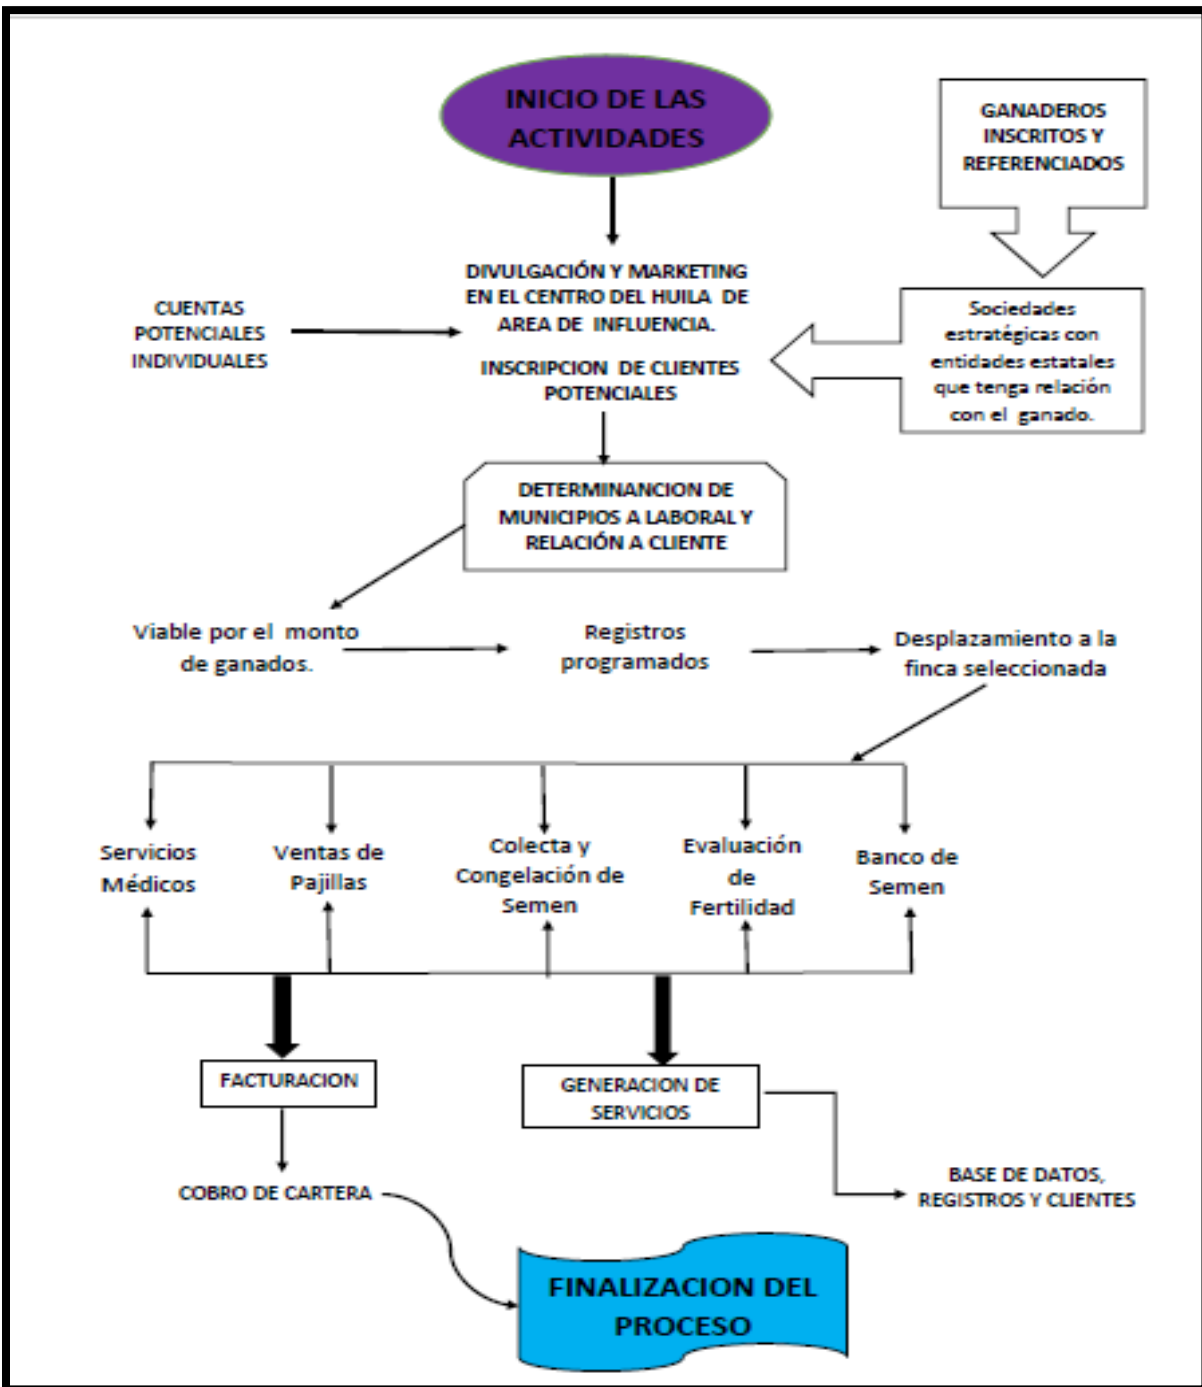 INICIO DE LAS
ACTIVIDADES
GANADEROS
INSCRITOS Y
REFERENCIADOS
DIVULGACIÓN Y MARKETING
EN EL CENTRO DEL HUILA DE
AREA DE INFLUENCIA.
INSCRIPCION DE CLIENTES
POTENCIALES
CUENTAS
POTENCIALES
INDIVIDUALES
Sociedades
estratégicas con
entidades estatales
que tenga relación
con el ganado.
DETERMINANCION DE
MUNICIPIOS A LABORAL Y
RELACIÓN A CLIENTE
Viable por el monto
de ganados.
Registros
programados
Desplazamiento a la
finca seleccionada
Servicios
Médicos
Ventas de
Pajillas
Colecta y
Congelación de
Semen
Evaluación
de
Fertilidad
Banco de
Semen
FACTURACION
GENERACION DE
SERVICIOS
COBRO DE CARTERA
BASE DE DATOS,
REGISTROS Y CLIENTES
FINALIZACION DEL
PROCESO